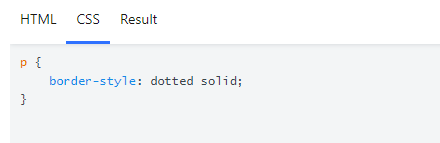 HTML CSS Result
p {
    border-style: dotted solid;
}